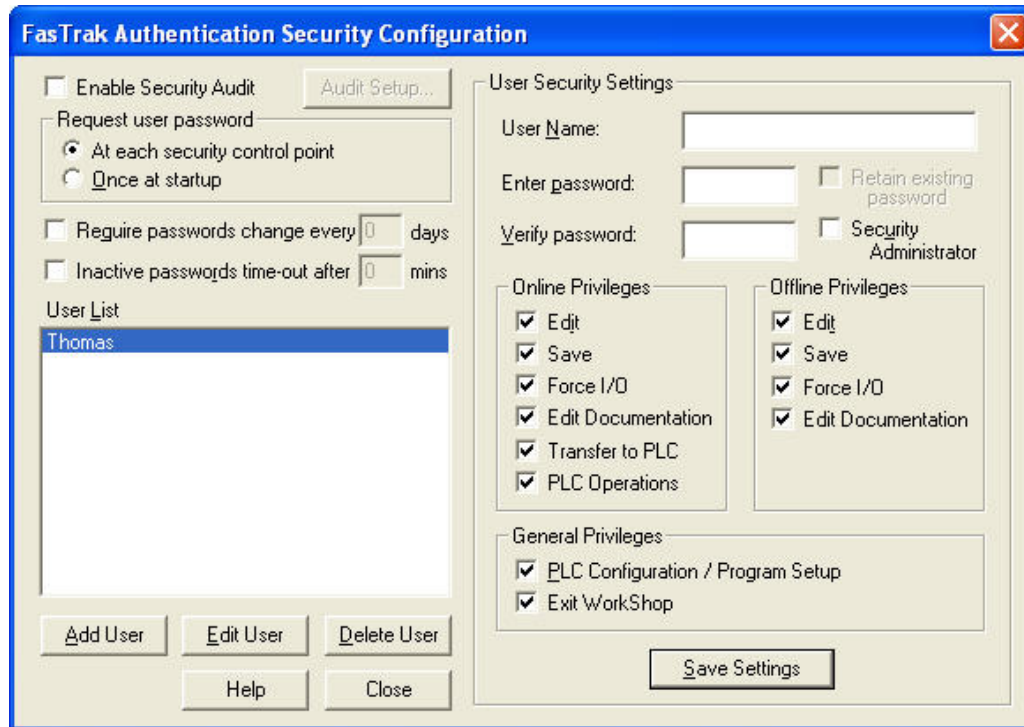 FasTrak Authentication Security Configuration
Enable Security Audit
Audit Setup...
Request user password
At each security control point
Once at startup
Require passwords change every 0 days
Inactive passwords time-out after 0 mins
User List
Thomas
Add User
Edit User
Delete User
Help
Close
User Security Settings
User Name:
Enter password:
Retain existing
password
Verify password:
Security
Administrator
Online Privileges
Edit
Save
Force I/O
Edit Documentation
Transfer to PLC
PLC Operations
Offline Privileges
Edit
Save
Force I/O
Edit Documentation
General Privileges
PLC Configuration / Program Setup
Exit WorkShop
Save Settings